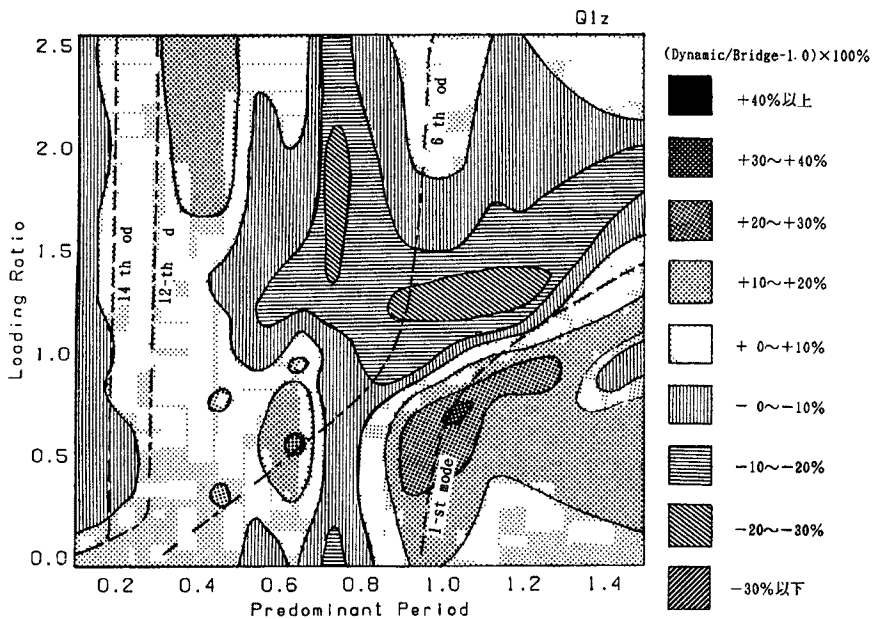 Q1z
(Dynamic/Bridge-1.0)×100%
2.5
2.0
1.5
1.0
0.5
0.0
Loading Ratio
0.2
0.4
0.6
0.8
1.0
1.2
1.4
Predominant Period
14 th od
12-th d
6 th od
1-st mode
+40%以上
+30～+40%
+20～+30%
+10～+20%
+ 0～+10%
- 0～-10%
-10～-20%
-20～-30%
-30%以下